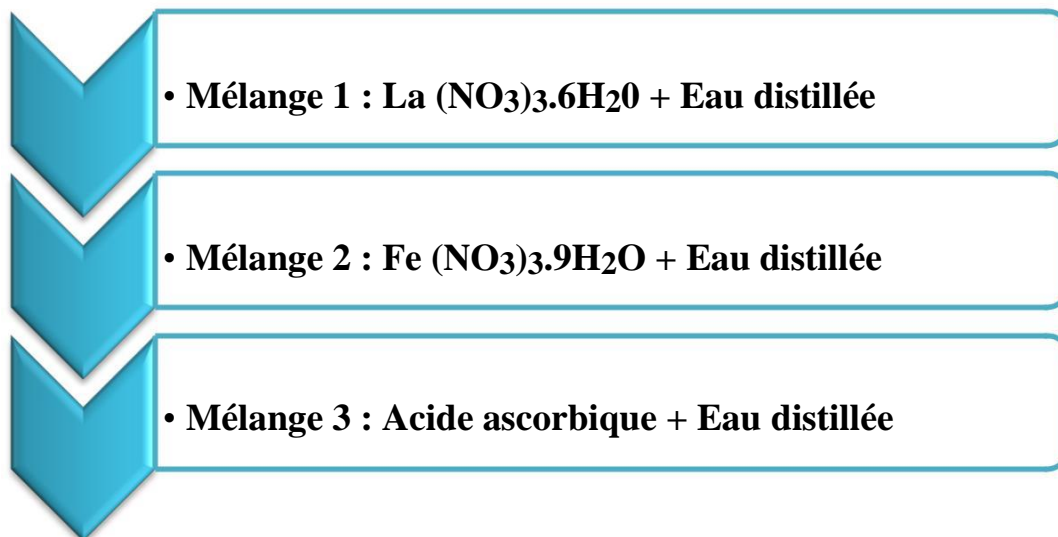 • Mélange 1 : La (NO3)3.6H20 + Eau distillée
• Mélange 2 : Fe (NO3)3.9H2O + Eau distillée
• Mélange 3 : Acide ascorbique + Eau distillée